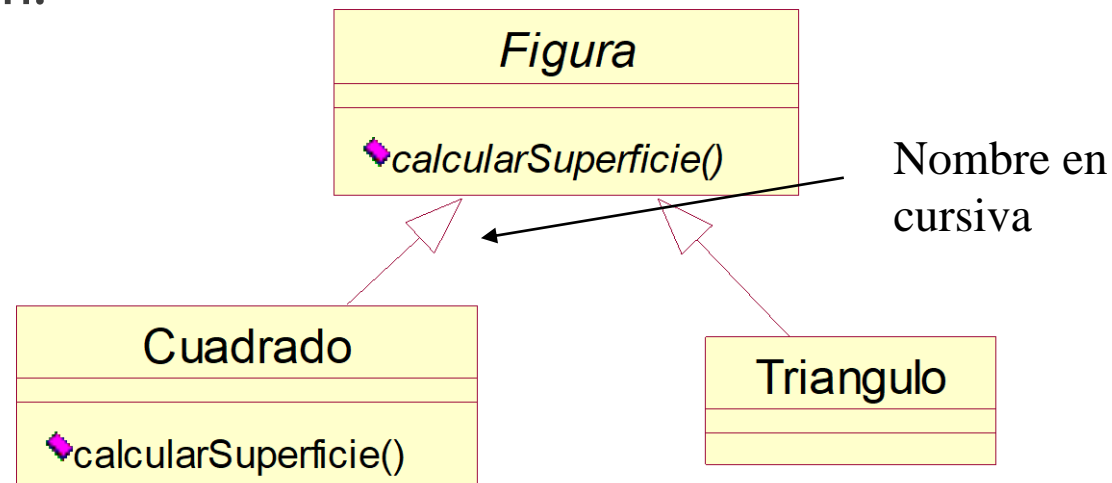 Figura
calcularSuperficie()
Nombre en
cursiva
Cuadrado
calcularSuperficie()
Triangulo